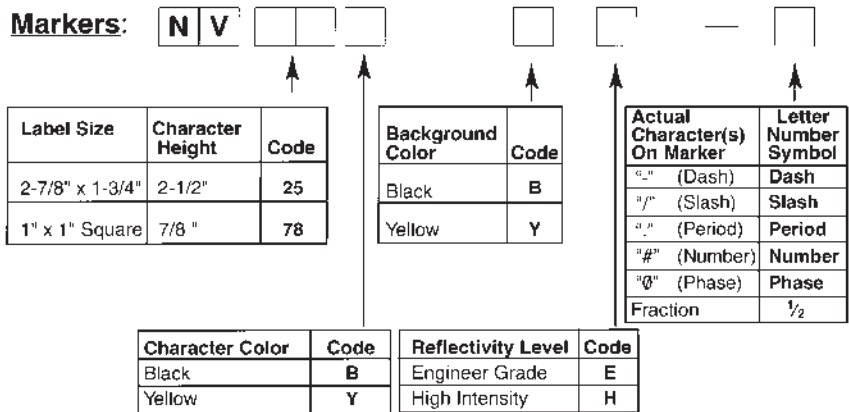 Markers: N V —
Label Size Character Height Code
2-7/8" x 1-3/4" 2-1/2" 25
1" x 1" Square 7/8 " 78
Background Color Code
Black B
Yellow Y
Actual Character(s) On Marker Letter Number Symbol
"-" (Dash) Dash
"/" (Slash) Slash
"." (Period) Period
"#" (Number) Number
"Ø" (Phase) Phase
Fraction 1/2
Character Color Code
Black B
Yellow Y
Reflectivity Level Code
Engineer Grade E
High Intensity H